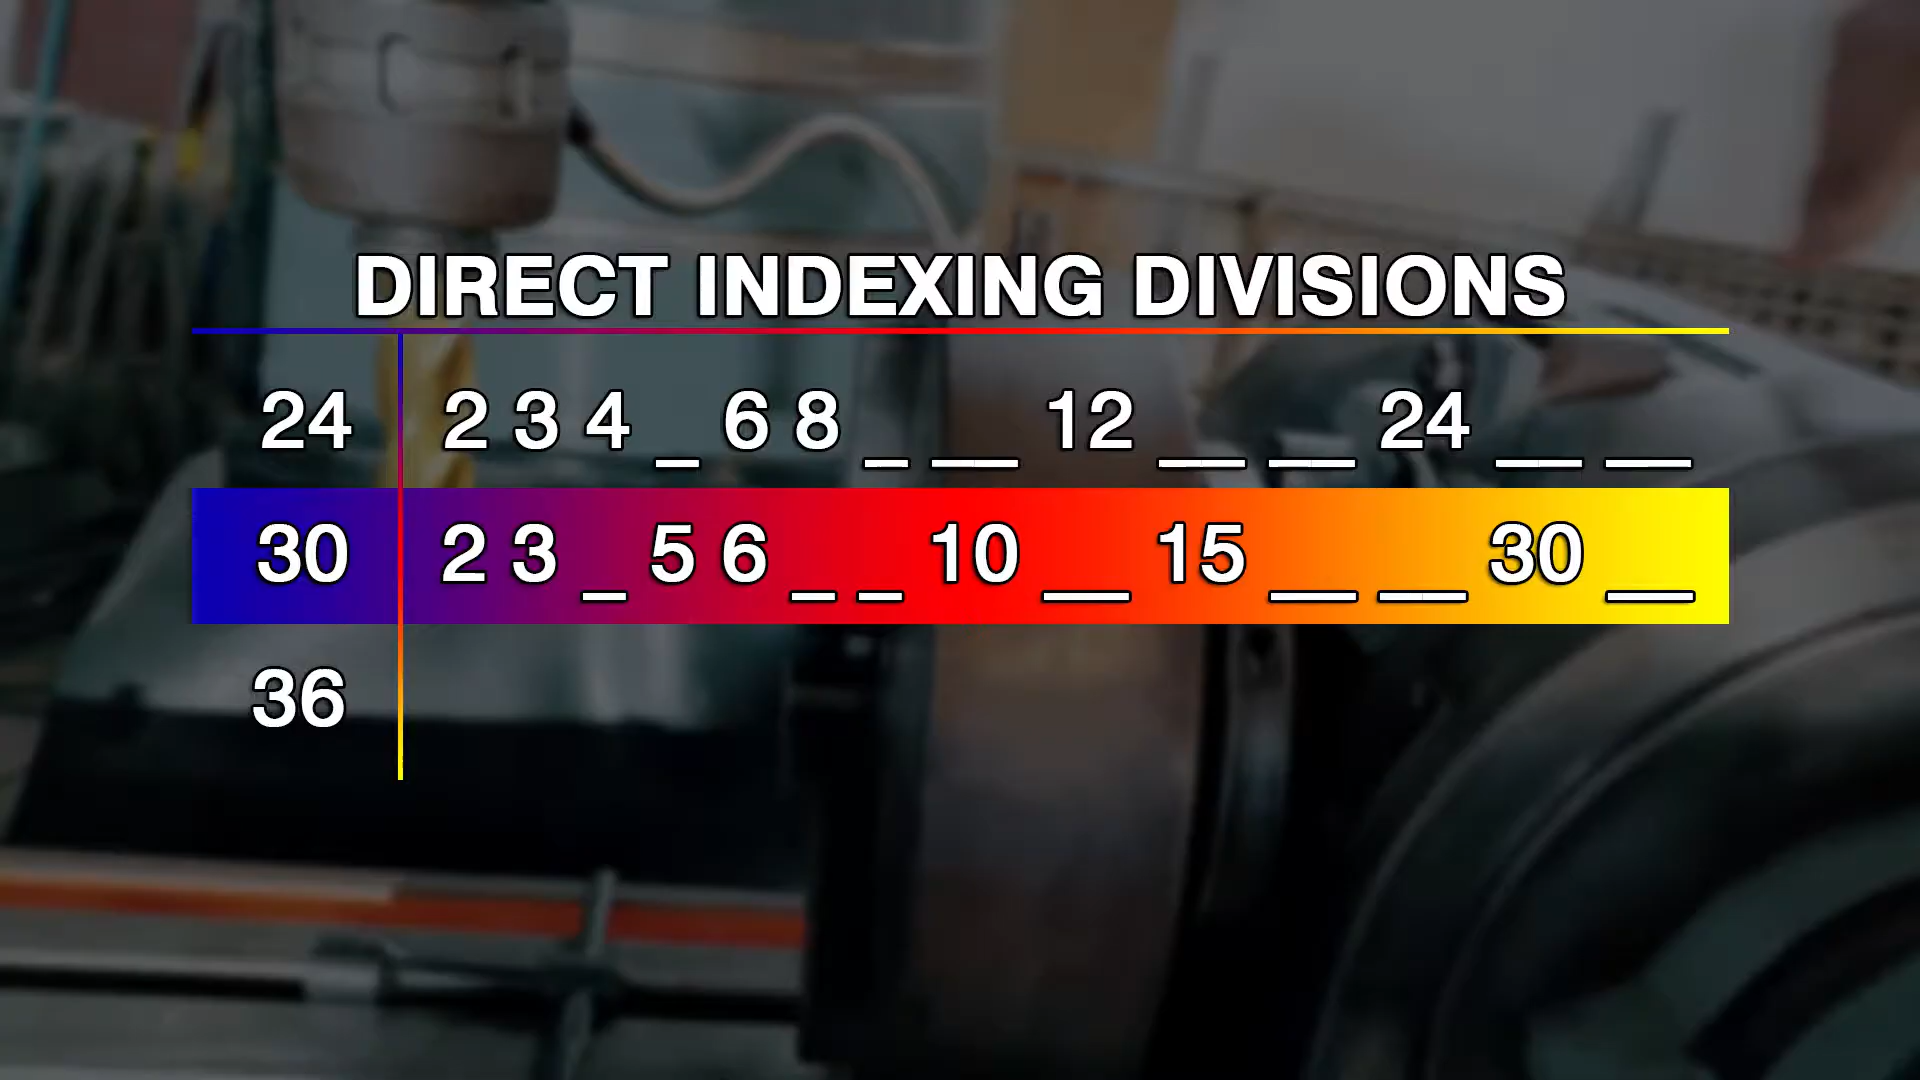 DIRECT INDEXING DIVISIONS
24 2 3 4 _ 6 8 _ __ 12 __ __ 24 __ __
30 2 3 _ 5 6 _ _ 10 __ 15 __ __ 30 __
36